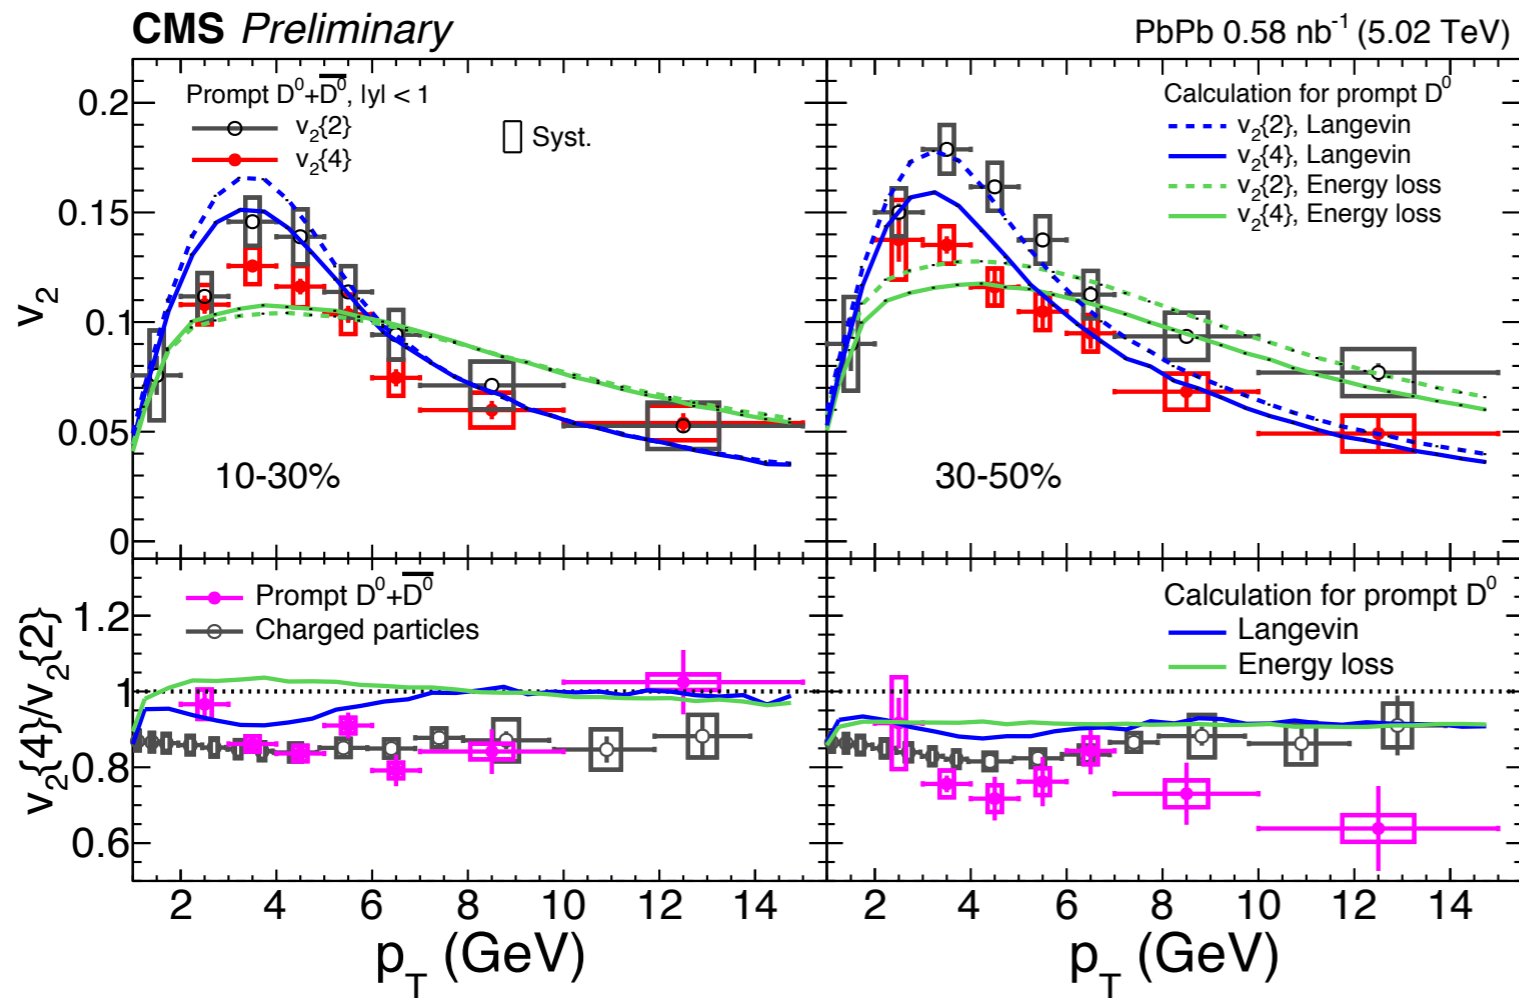 CMS Preliminary
PbPb 0.58 nb⁻¹ (5.02 TeV)
v₂
0.2
0.15
0.1
0.05
0
Prompt D⁰+D̅⁰, |y| < 1
v₂{2}
v₂{4}
Syst.
10-30%
Calculation for prompt D⁰
v₂{2}, Langevin
v₂{4}, Langevin
v₂{2}, Energy loss
v₂{4}, Energy loss
30-50%
v₂{4}/v₂{2}
1.2
1
0.8
0.6
Prompt D⁰+D̅⁰
Charged particles
Calculation for prompt D⁰
Langevin
Energy loss
2 4 6 8 10 12 14
2 4 6 8 10 12 14
p_T (GeV)
p_T (GeV)